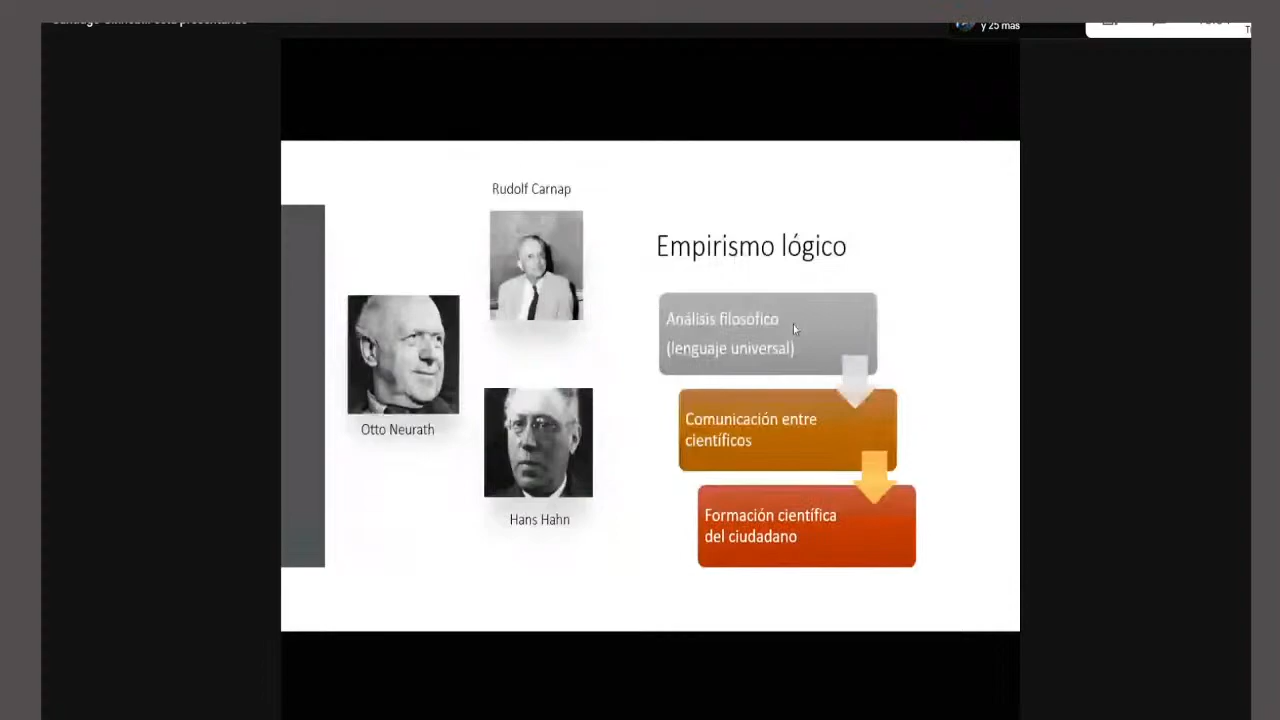 y 25 mas
Rudolf Carnap
Empirismo lógico
Análisis filosófico
(lenguaje universal)
Otto Neurath
Comunicación entre
científicos
Hans Hahn
Formación científica
del ciudadano